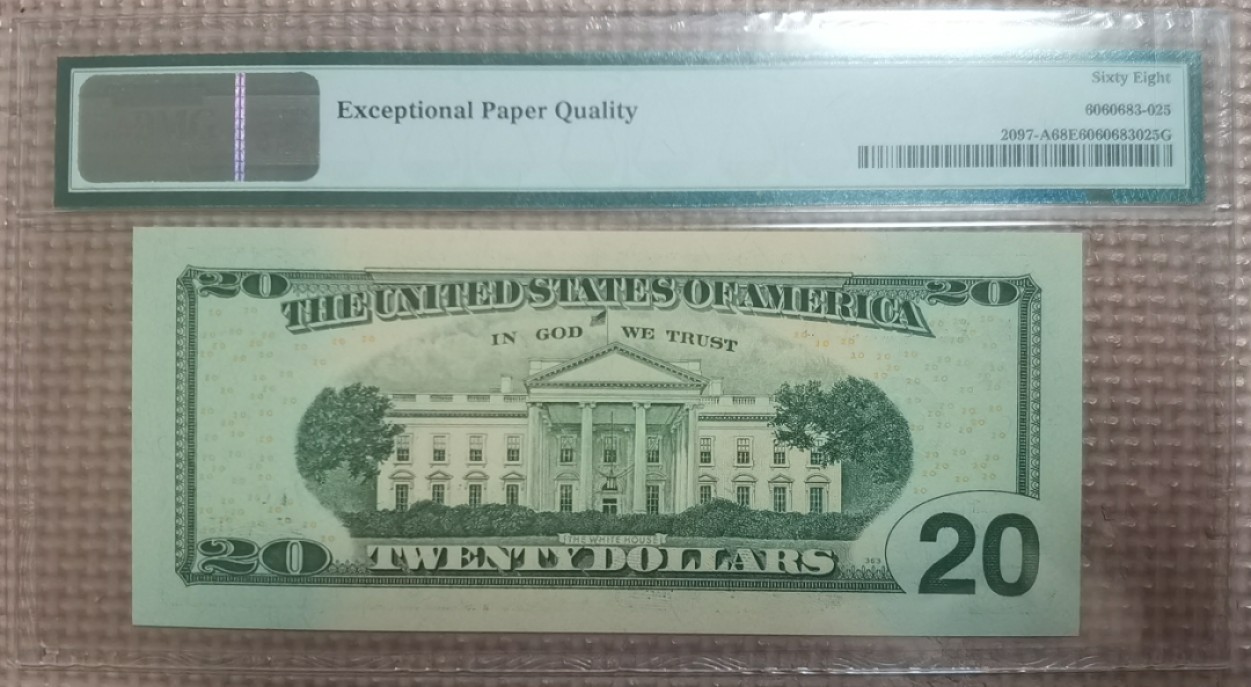 Exceptional Paper Quality
Sixty Eight
6060683-025
2097-A68E6060683025G
20
THE UNITED STATES OF AMERICA
20
IN GOD WE TRUST
THE WHITE HOUSE
20
TWENTY DOLLARS
363
20